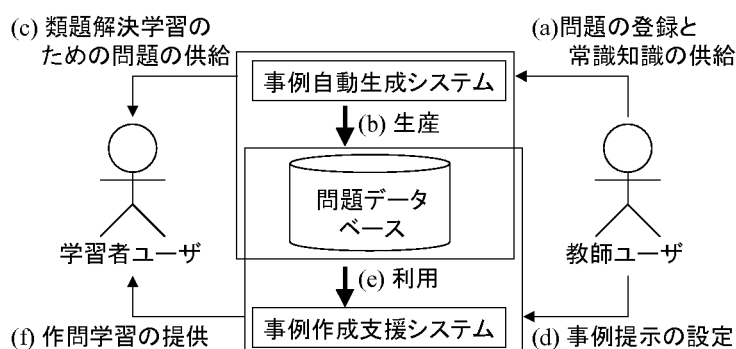 (c) 類題解決学習の
ための問題の供給
(a)問題の登録と
常識知識の供給
事例自動生成システム
(b) 生産
問題データ
ベース
学習者ユーザ
教師ユーザ
(e) 利用
事例作成支援システム
(f) 作問学習の提供
(d) 事例提示の設定